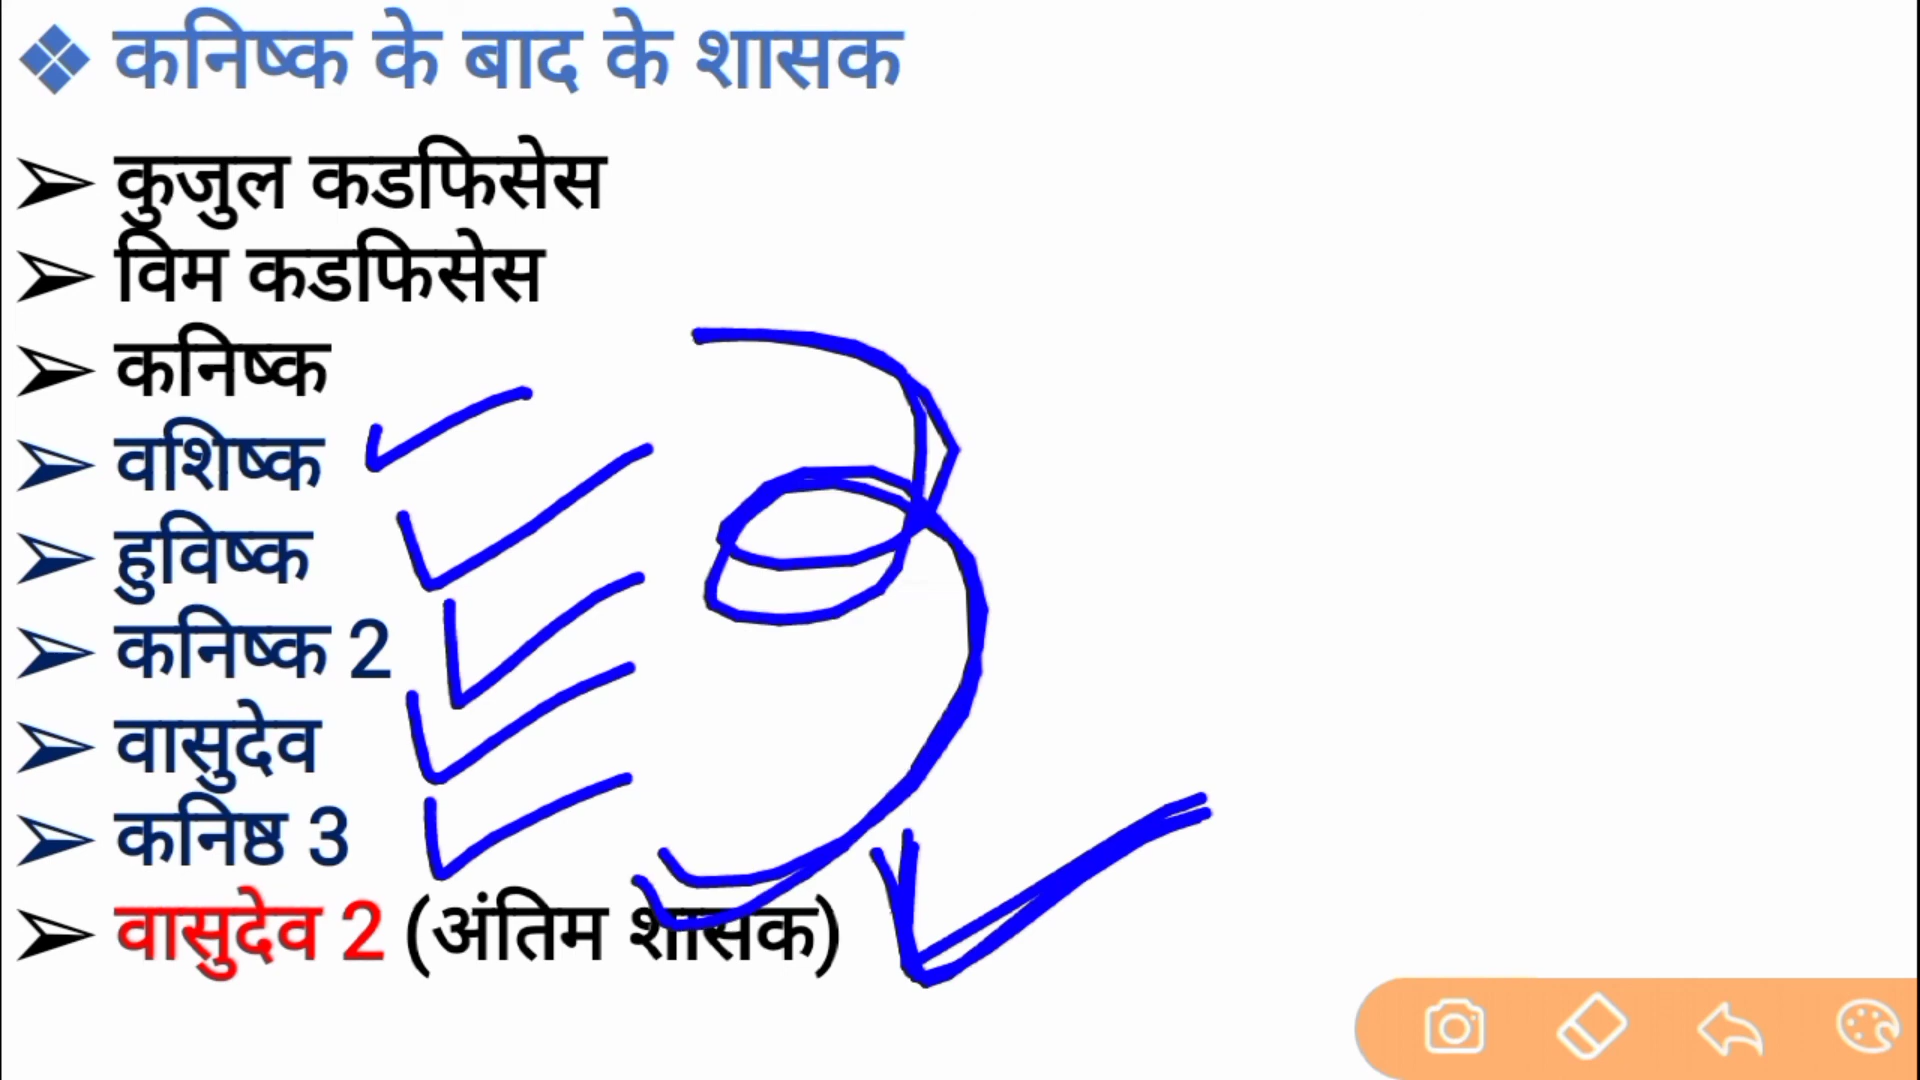 ❖ कनिष्क के बाद के शासक
➢ कुजुल कडफिसेस
➢ विम कडफिसेस
➢ कनिष्क
➢ वशिष्क
➢ हुविष्क
➢ कनिष्क 2
➢ वासुदेव
➢ कनिष्ठ 3
➢ वासुदेव 2 (अंतिम शासक)